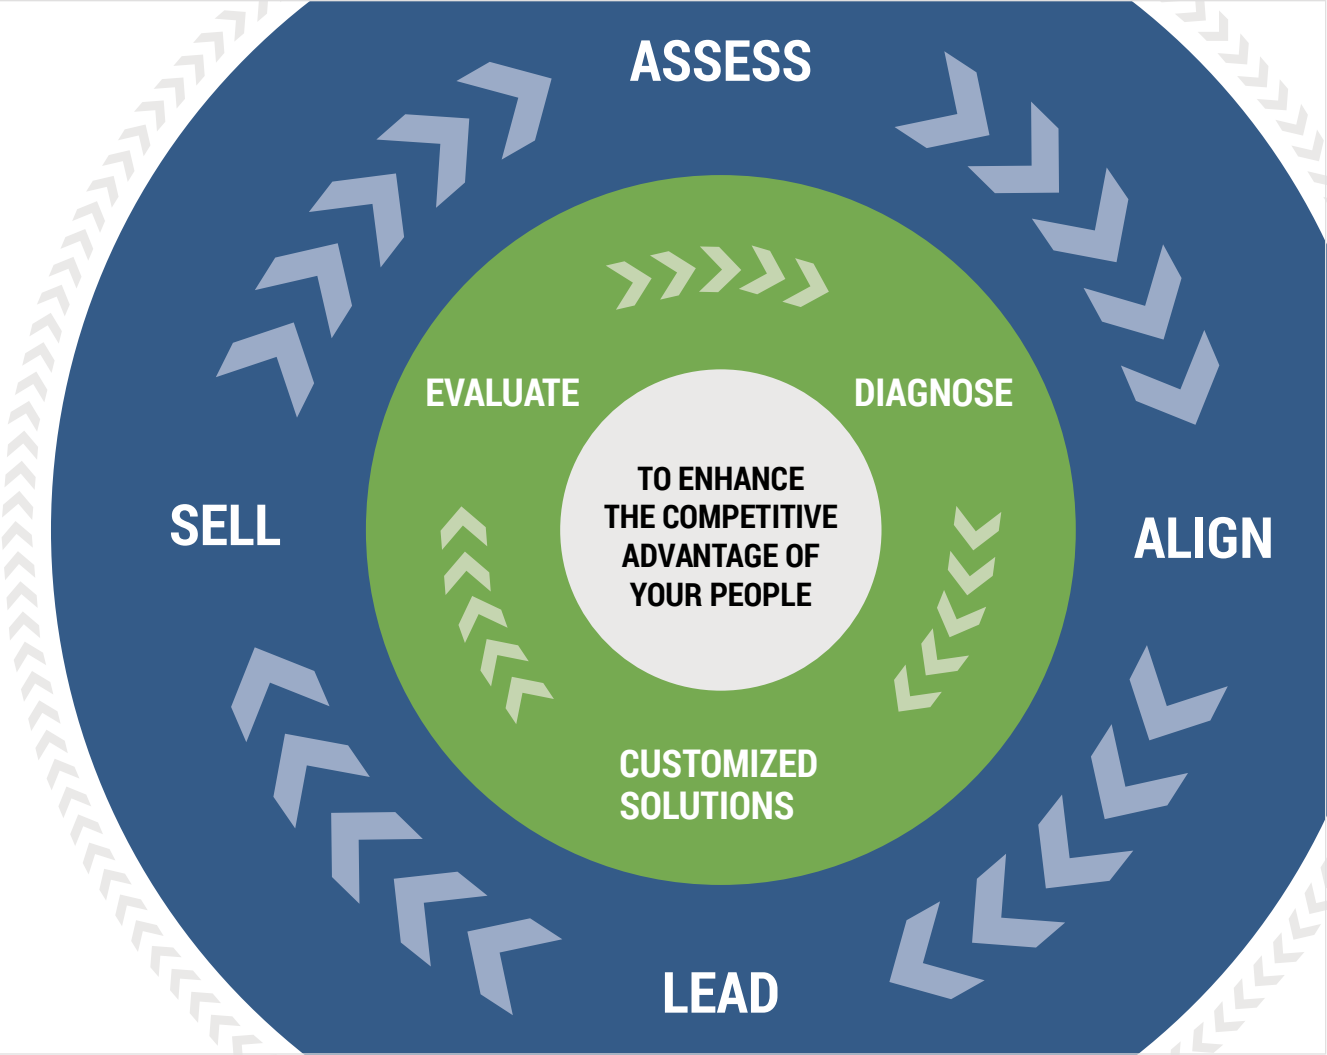 ASSESS
EVALUATE
DIAGNOSE
TO ENHANCE
THE COMPETITIVE
ADVANTAGE OF
YOUR PEOPLE
SELL
ALIGN
CUSTOMIZED
SOLUTIONS
LEAD